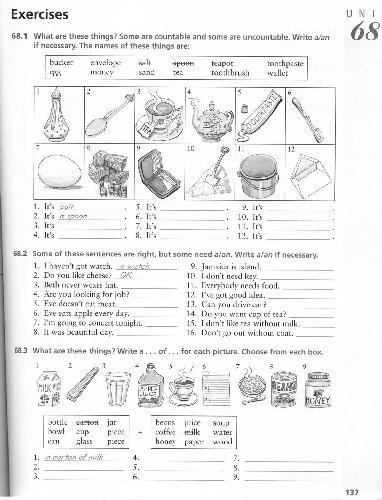 Exercises
UNI
68
68.1 What are these things? Some are countable and some are uncountable. Write a/an
if necessary. The names of these things are:
bucket envelope salt spoon teapot toothpaste
egg money sand tea toothbrush wallet
1 2 3 4 5 6
TEA
7 8 9 10 11 12
1. It's salt . 5. It's . 9. It's .
2. It's a spoon . 6. It's . 10. It's .
3. It's . 7. It's . 11. It's .
4. It's . 8. It's . 12. It's .
68.2 Some of these sentences are right, but some need a/an. Write a/an if necessary.
1. I haven't got watch. a watch
2. Do you like cheese? OK
3. Beth never wears hat.
4. Are you looking for job?
5. Eve doesn't eat meat.
6. Eve eats apple every day.
7. I'm going to concert tonight.
8. It was beautiful day.
9. Jamaica is island.
10. I don't need key.
11. Everybody needs food.
12. I've got good idea.
13. Can you drive car?
14. Do you want cup of tea?
15. I don't like tea without milk.
16. Don't go out without coat.
68.3 What are these things? Write a . . . of . . . for each picture. Choose from each box.
1 2 3 4 5 6 7 8 9
MILK
BEANS
HONEY
bottle carton jar
bowl cup piece
can glass piece
+
beans juice soup
coffee milk water
honey paper wood
1. a carton of milk 4. 7.
2. 5. 8.
3. 6. 9.
137